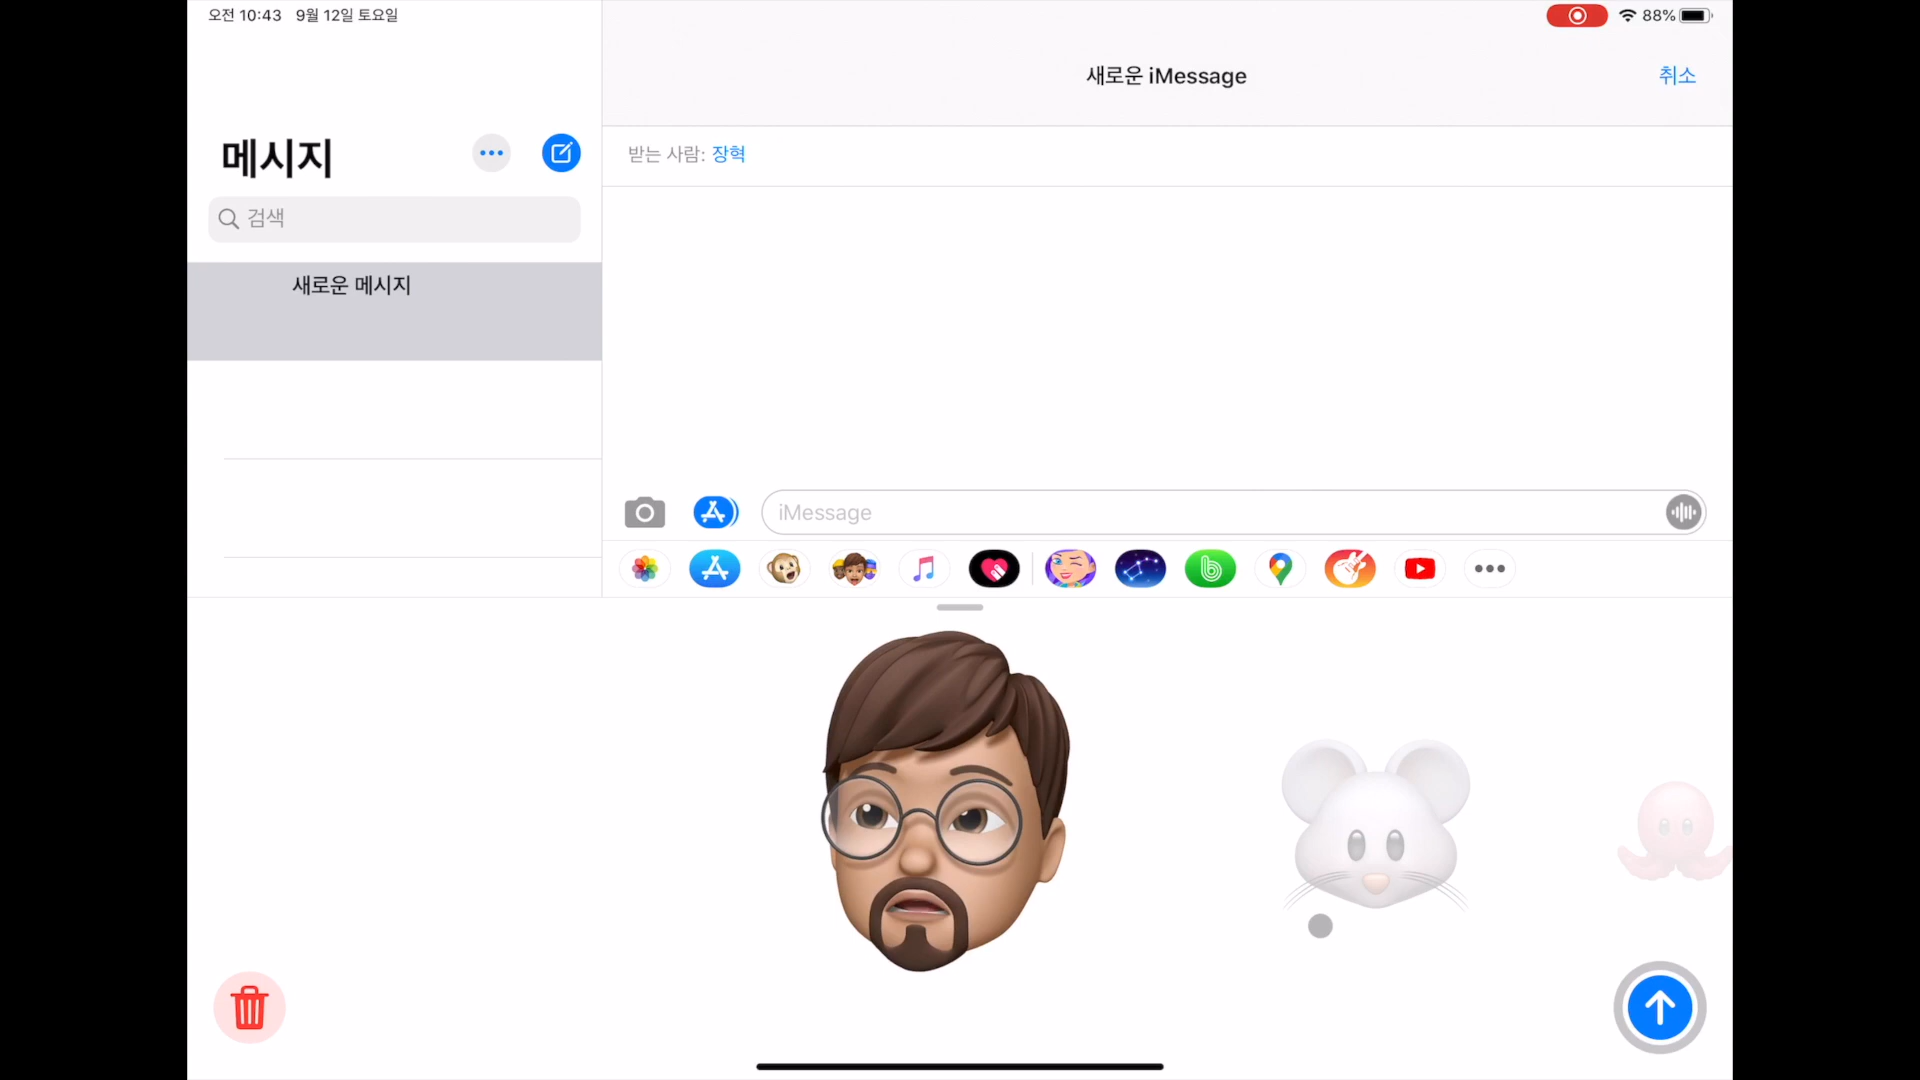 오전 10:43 9월 12일 토요일
88%
새로운 iMessage
취소
메시지
받는 사람: 장혁
검색
새로운 메시지
iMessage